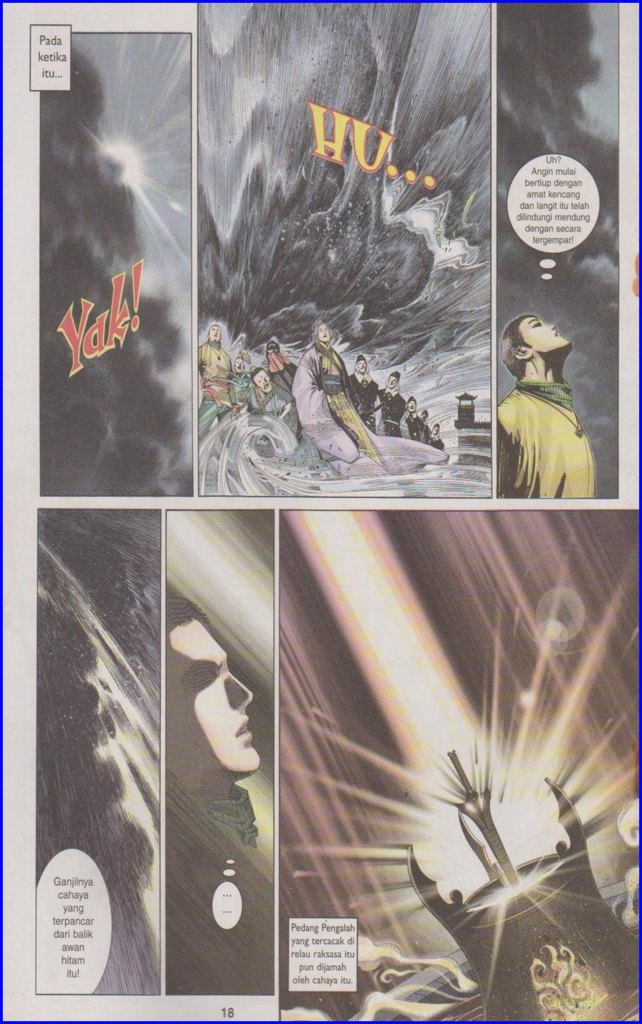 Pada
ketika
itu...
Yak!
HU...
Uh?
Angin mulai
bertiup dengan
amat kencang
dan langit itu telah
dilindungi mendung
dengan secara
tergempar!
Ganjilnya
cahaya
yang
terpancar
dari balik
awan
hitam
itu!
...
...
Pedang Pengalah
yang tercacak di
relau raksasa itu
pun dijamah
oleh cahaya itu.
18